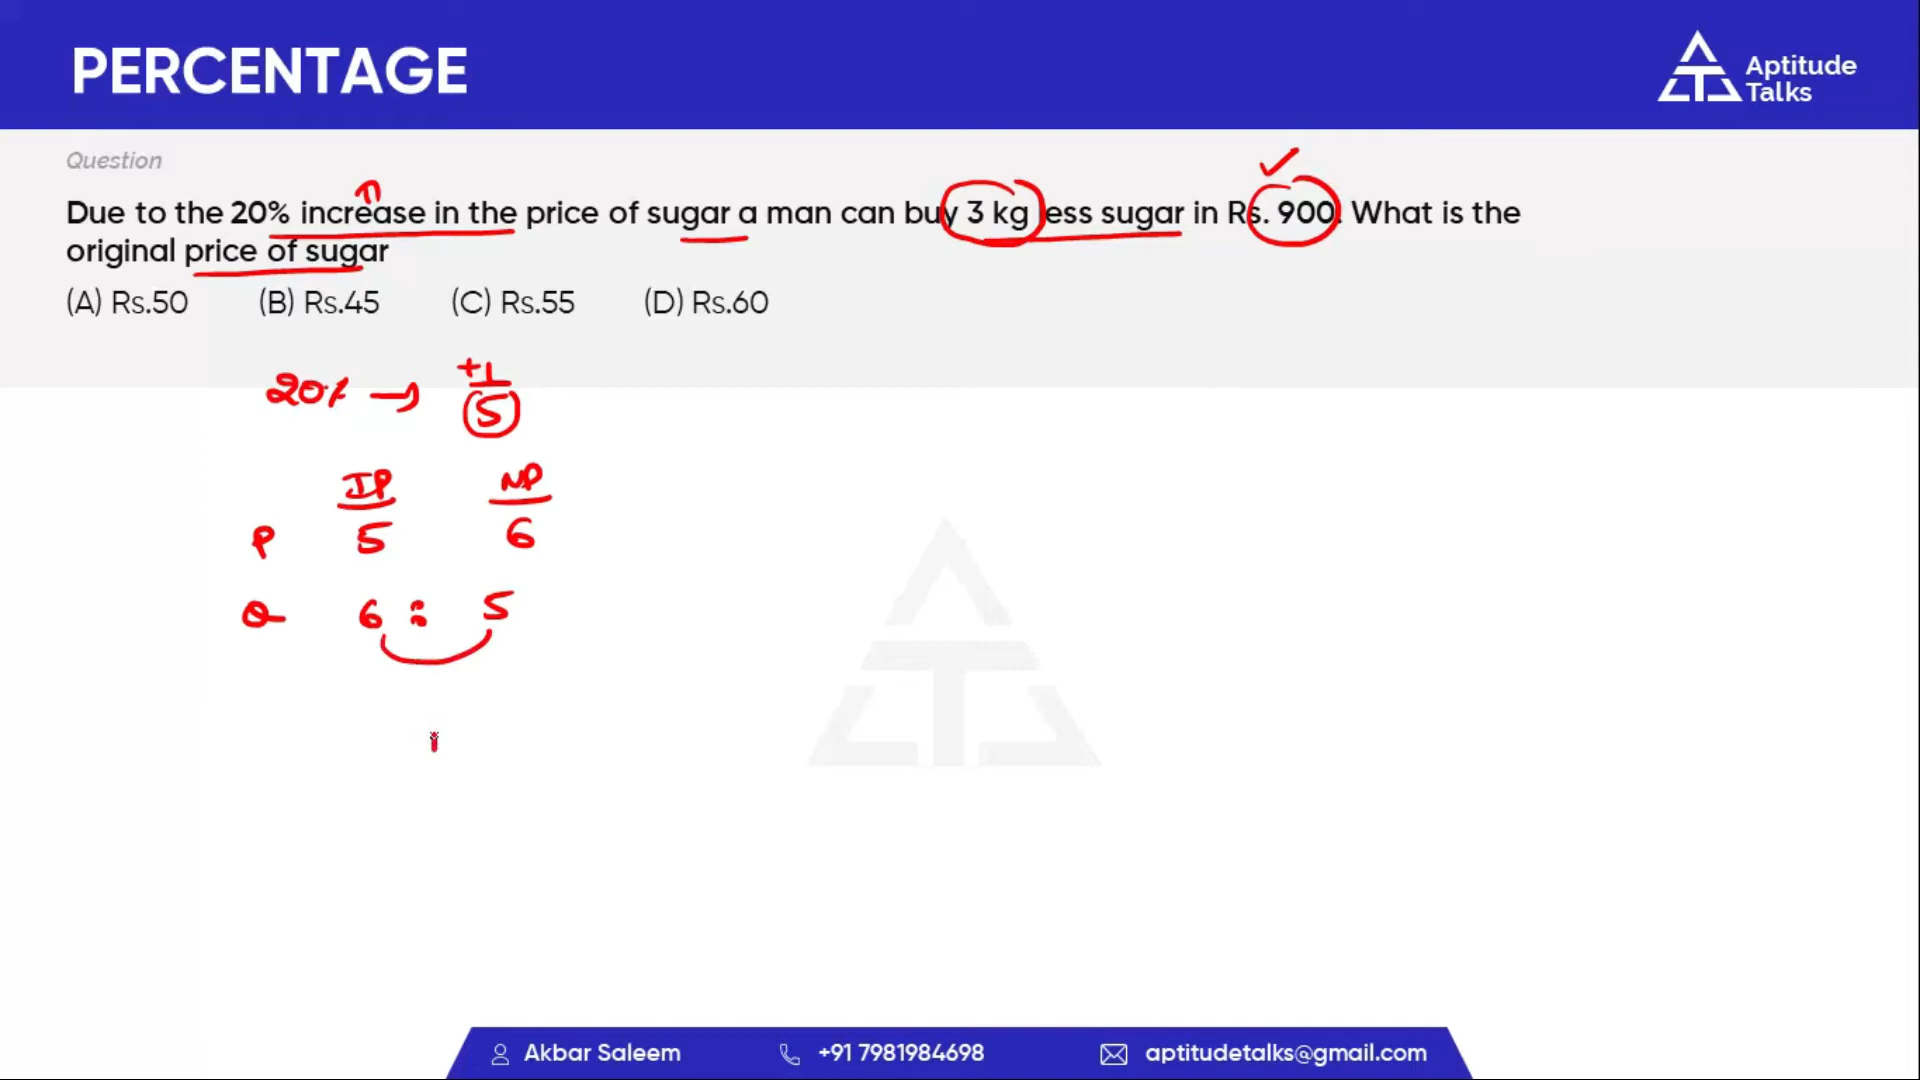 PERCENTAGE
Aptitude
Talks
Question
Due to the 20% increase in the price of sugar a man can buy 3 kg less sugar in Rs. 900. What is the
original price of sugar
(A) Rs.50 (B) Rs.45 (C) Rs.55 (D) Rs.60
20% → +1/5
IP NP
P 5 6
Q 6 : 5
Akbar Saleem +91 7981984698 aptitudetalks@gmail.com